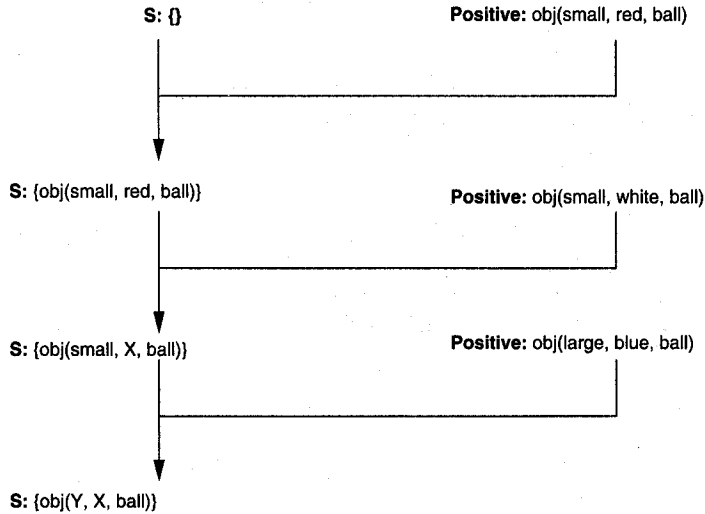 S: {}
Positive: obj(small, red, ball)
S: {obj(small, red, ball)}
Positive: obj(small, white, ball)
S: {obj(small, X, ball)}
Positive: obj(large, blue, ball)
S: {obj(Y, X, ball)}